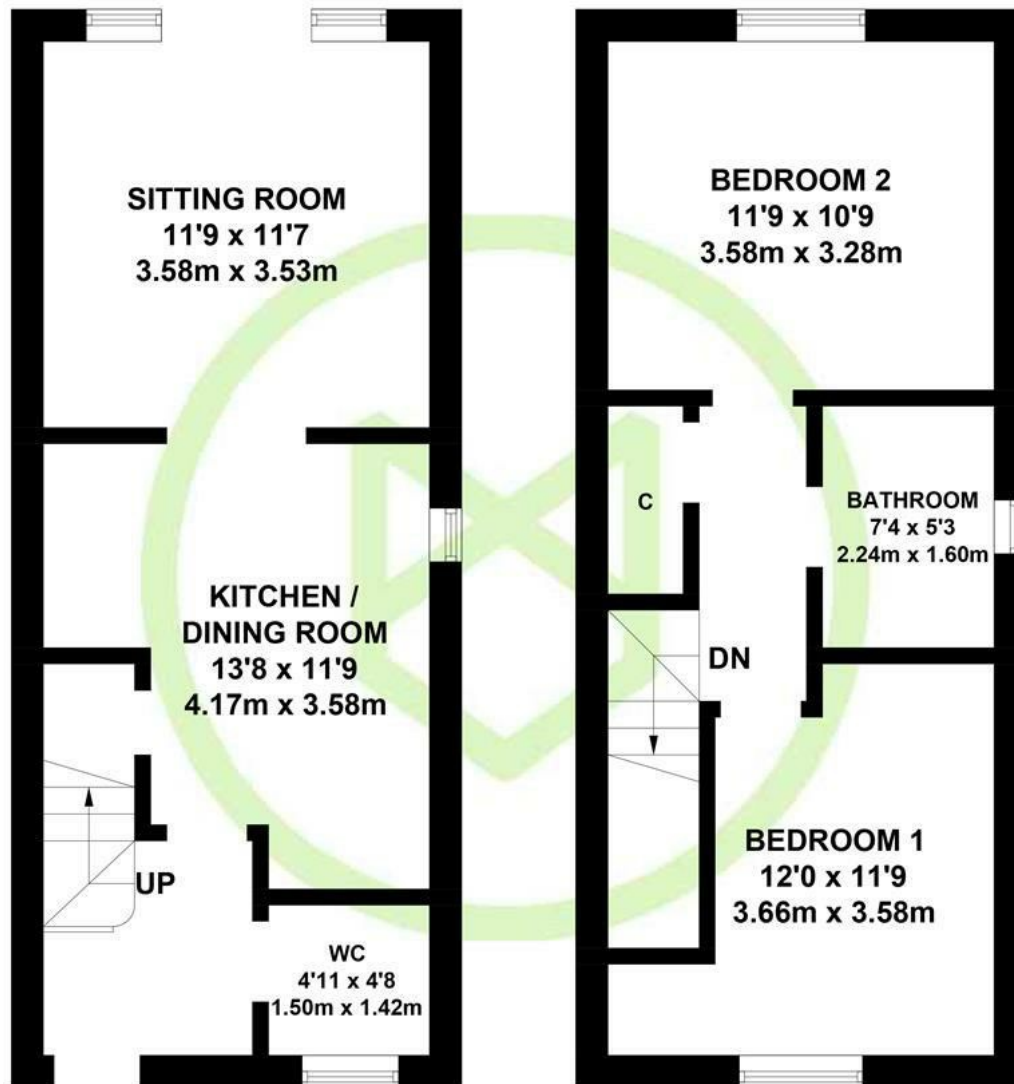 SITTING ROOM
11'9 x 11'7
3.58m x 3.53m
KITCHEN /
DINING ROOM
13'8 x 11'9
4.17m x 3.58m
UP
WC
4'11 x 4'8
1.50m x 1.42m
BEDROOM 2
11'9 x 10'9
3.58m x 3.28m
C
BATHROOM
7'4 x 5'3
2.24m x 1.60m
DN
BEDROOM 1
12'0 x 11'9
3.66m x 3.58m